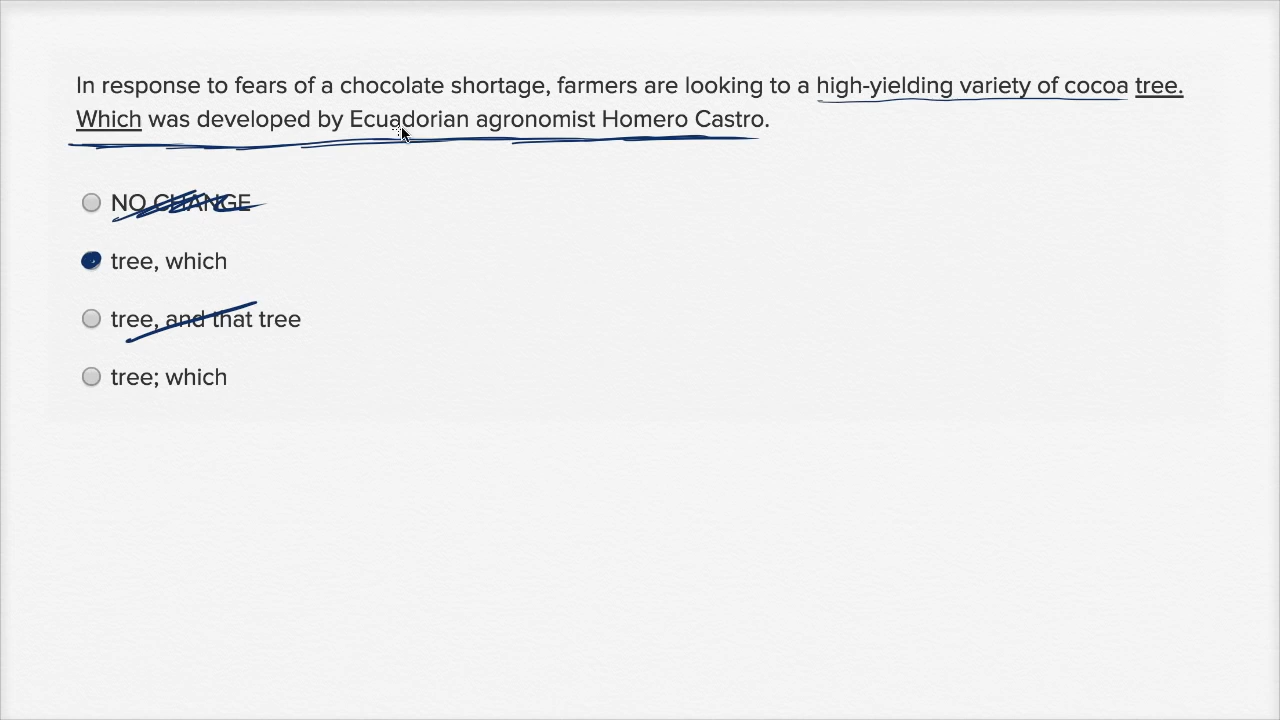 In response to fears of a chocolate shortage, farmers are looking to a high-yielding variety of cocoa tree.
Which was developed by Ecuadorian agronomist Homero Castro.
NO CHANGE
tree, which
tree, and that tree
tree; which